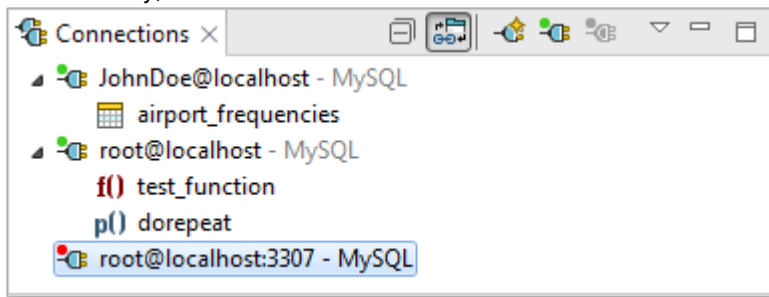 Connections
JohnDoe@localhost - MySQL
airport_frequencies
root@localhost - MySQL
f() test_function
p() dorepeat
root@localhost:3307 - MySQL